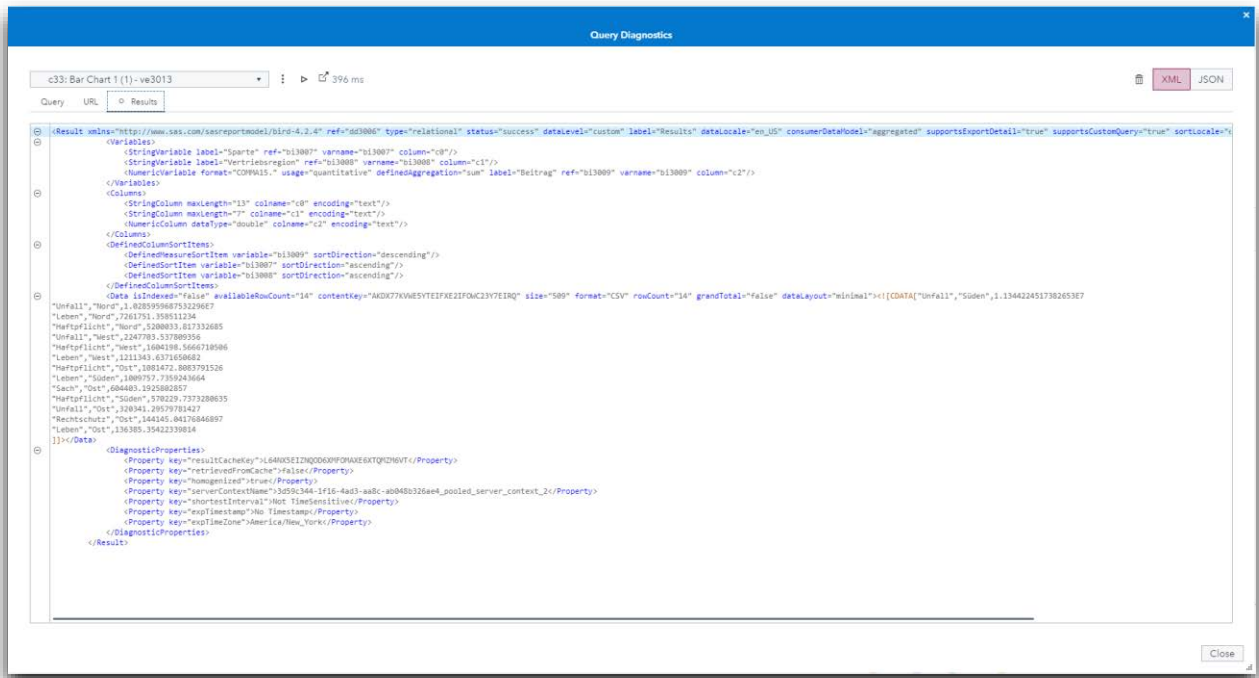 Query Diagnostics
c33: Bar Chart 1 (1) - ve3013
396 ms
XML
JSON
Query
URL
Results
<Result xmlns="http://www.sas.com/sasreportmodel/bird-4.2.4" ref="dd3006" type="relational" status="success" dataLevel="custom" label="Results" dataLocale="en_US" consumerDataModel="aggregated" supportsExportDetail="true" supportsCustomQuery="true" sortLocale="e
<Variables>
<StringVariable label="Sparte" ref="bi3007" varname="bi3007" column="c0"/>
<StringVariable label="Vertriebsregion" ref="bi3008" varname="bi3008" column="c1"/>
<NumericVariable format="COMMA15." usage="quantitative" definedAggregation="sum" label="Beitrag" ref="bi3009" varname="bi3009" column="c2"/>
</Variables>
<Columns>
<StringColumn maxLength="13" colname="c0" encoding="text"/>
<StringColumn maxLength="7" colname="c1" encoding="text"/>
<NumericColumn dataType="double" colname="c2" encoding="text"/>
</Columns>
<DefinedColumnSortItems>
<DefinedMeasureSortItem variable="bi3009" sortDirection="descending"/>
<DefinedSortItem variable="bi3007" sortDirection="ascending"/>
<DefinedSortItem variable="bi3008" sortDirection="ascending"/>
</DefinedColumnSortItems>
<Data isIndexed="false" availableRowCount="14" contentKey="AKDX77KVWE5YTEIFXE2IFOWC23Y7EIRQ" size="509" format="CSV" rowCount="14" grandTotal="false" dataLayout="minimal"><![CDATA["Unfall","Süden",1.1344224517382653E7
"Unfall","Nord",1.0285959687532296E7
"Leben","Nord",7261751.358511234
"Haftpflicht","Nord",5200033.817332685
"Unfall","West",2247703.537809356
"Haftpflicht","West",1604198.5666710506
"Leben","West",1211343.6371650682
"Haftpflicht","Ost",1081472.8083791526
"Leben","Süden",1009757.7359243664
"Sach","Ost",604403.1925802857
"Haftpflicht","Süden",570229.7373280635
"Unfall","Ost",320341.29579781427
"Rechtschutz","Ost",144145.04176846897
"Leben","Ost",136385.35422339814
]]></Data>
<DiagnosticProperties>
<Property key="resultCacheKey">L64NX5EIZNQOD6XMFOMAXE6XTQMZM6VT</Property>
<Property key="retrievedFromCache">false</Property>
<Property key="homogenized">true</Property>
<Property key="serverContextName">3d59c344-1f16-4ad3-aa8c-ab048b326ae4_pooled_server_context_2</Property>
<Property key="shortestInterval">Not TimeSensitive</Property>
<Property key="expTimestamp">No Timestamp</Property>
<Property key="expTimeZone">America/New_York</Property>
</DiagnosticProperties>
</Result>
Close